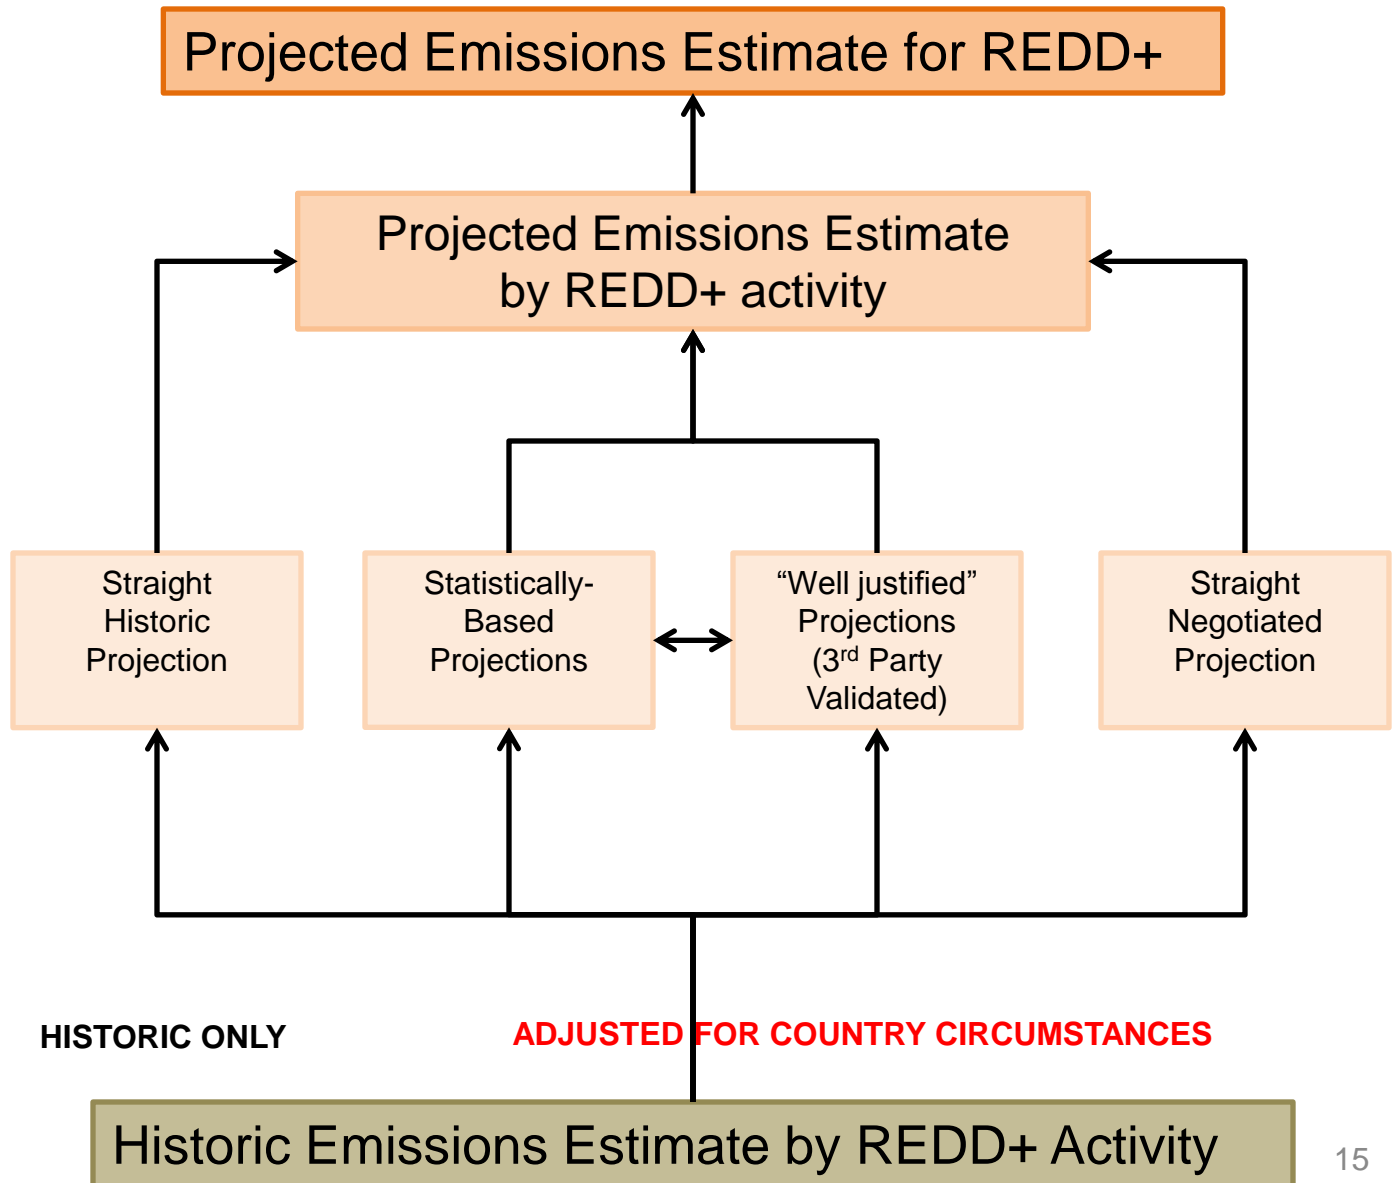 Projected Emissions Estimate for REDD+
Projected Emissions Estimate
by REDD+ activity
Straight
Historic
Projection
Statistically-
Based
Projections
“Well justified”
Projections
(3rd Party
Validated)
Straight
Negotiated
Projection
HISTORIC ONLY
ADJUSTED FOR COUNTRY CIRCUMSTANCES
Historic Emissions Estimate by REDD+ Activity
15